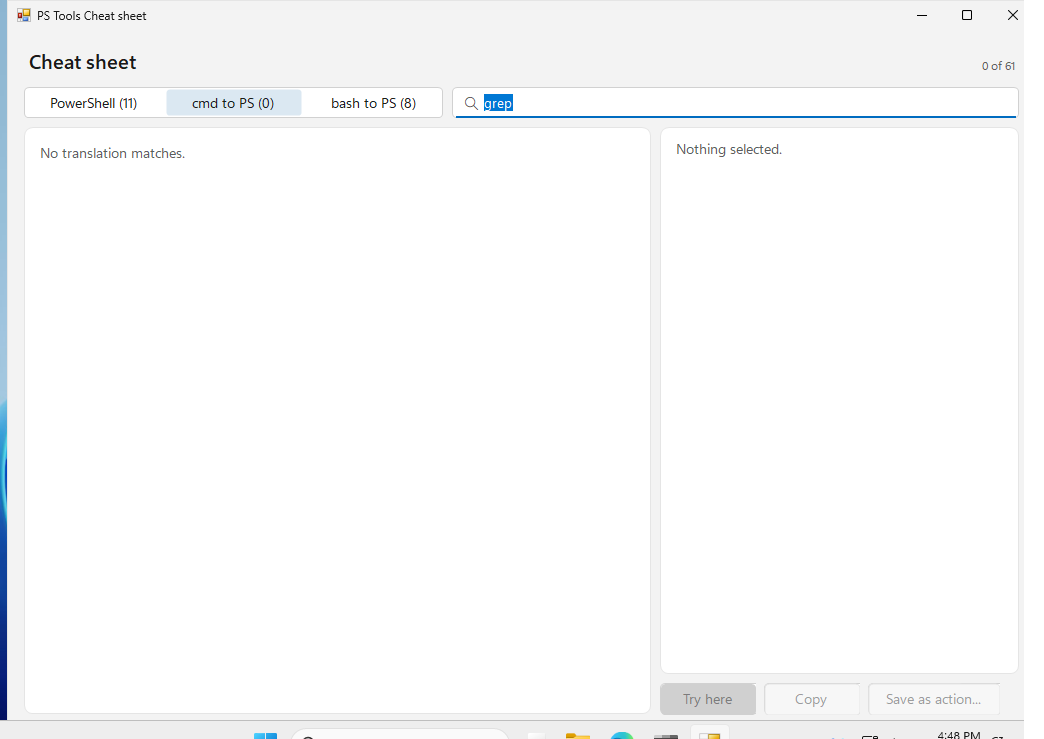 PS Tools Cheat sheet
Cheat sheet
0 of 61
PowerShell (11)
cmd to PS (0)
bash to PS (8)
grep
No translation matches.
Nothing selected.
Try here
Copy
Save as action...
4:48 PM